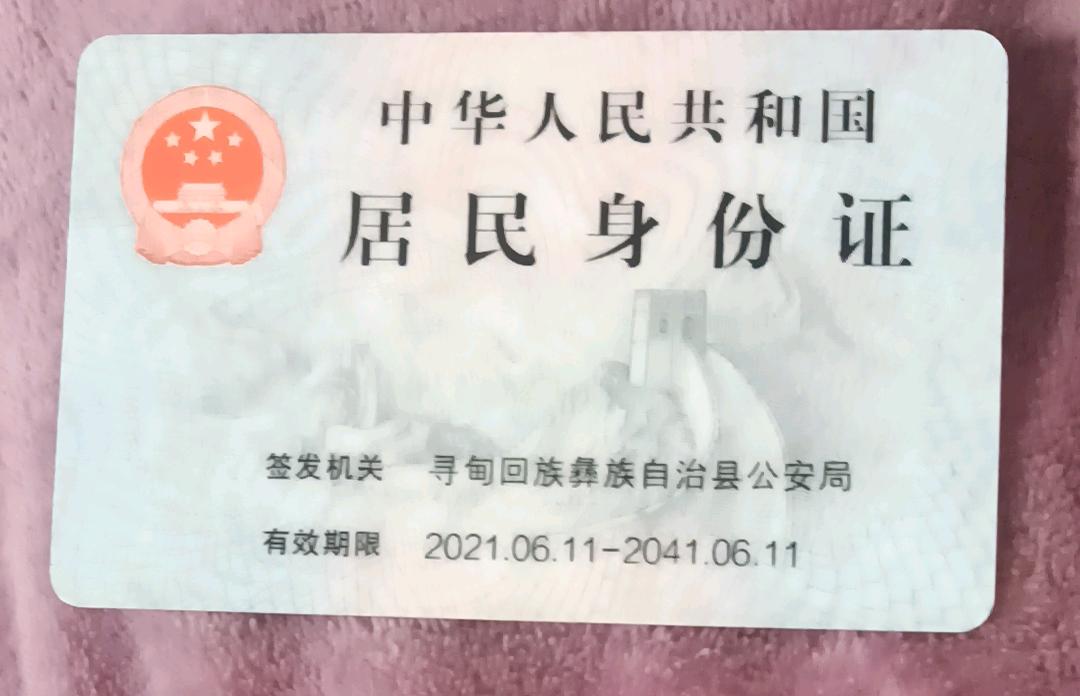 中华人民共和国
居民身份证
签发机关 寻甸回族彝族自治县公安局
有效期限 2021.06.11-2041.06.11